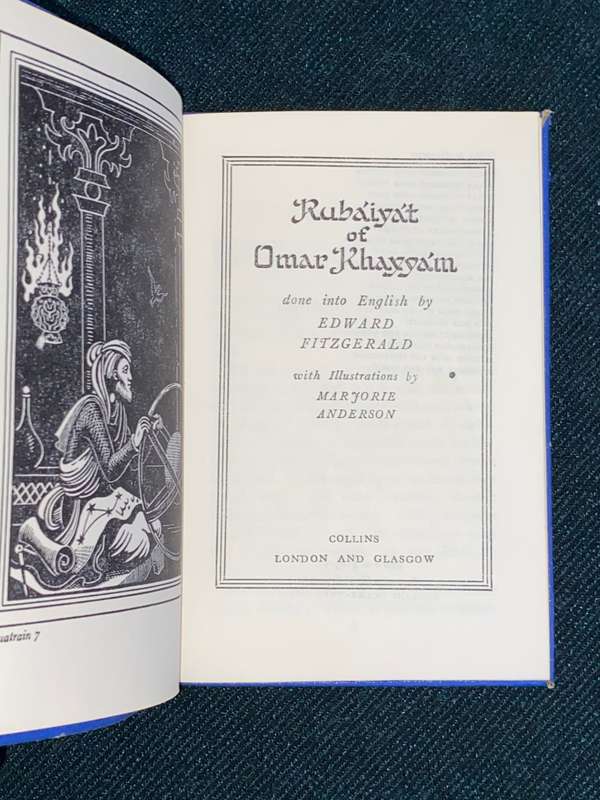 Rubáiyát
of
Omar Khayyám
done into English by
EDWARD
FITZGERALD
with Illustrations by
MARJORIE
ANDERSON
COLLINS
LONDON AND GLASGOW
7